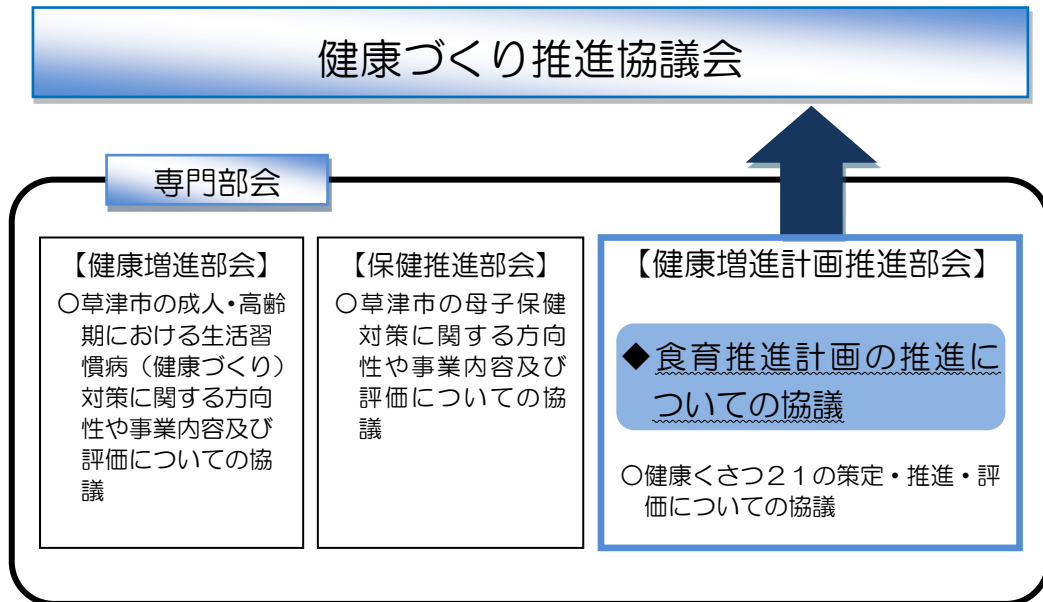 健康づくり推進協議会
専門部会
【健康増進部会】
○草津市の成人・高齢
期における生活習
慣病（健康づくり）
対策に関する方向
性や事業内容及び
評価についての協
議
【保健推進部会】
○草津市の母子保健
対策に関する方向
性や事業内容及び
評価についての協
議
【健康増進計画推進部会】
◆食育推進計画の推進に
ついての協議
○健康くさつ２１の策定・推進・評
価についての協議